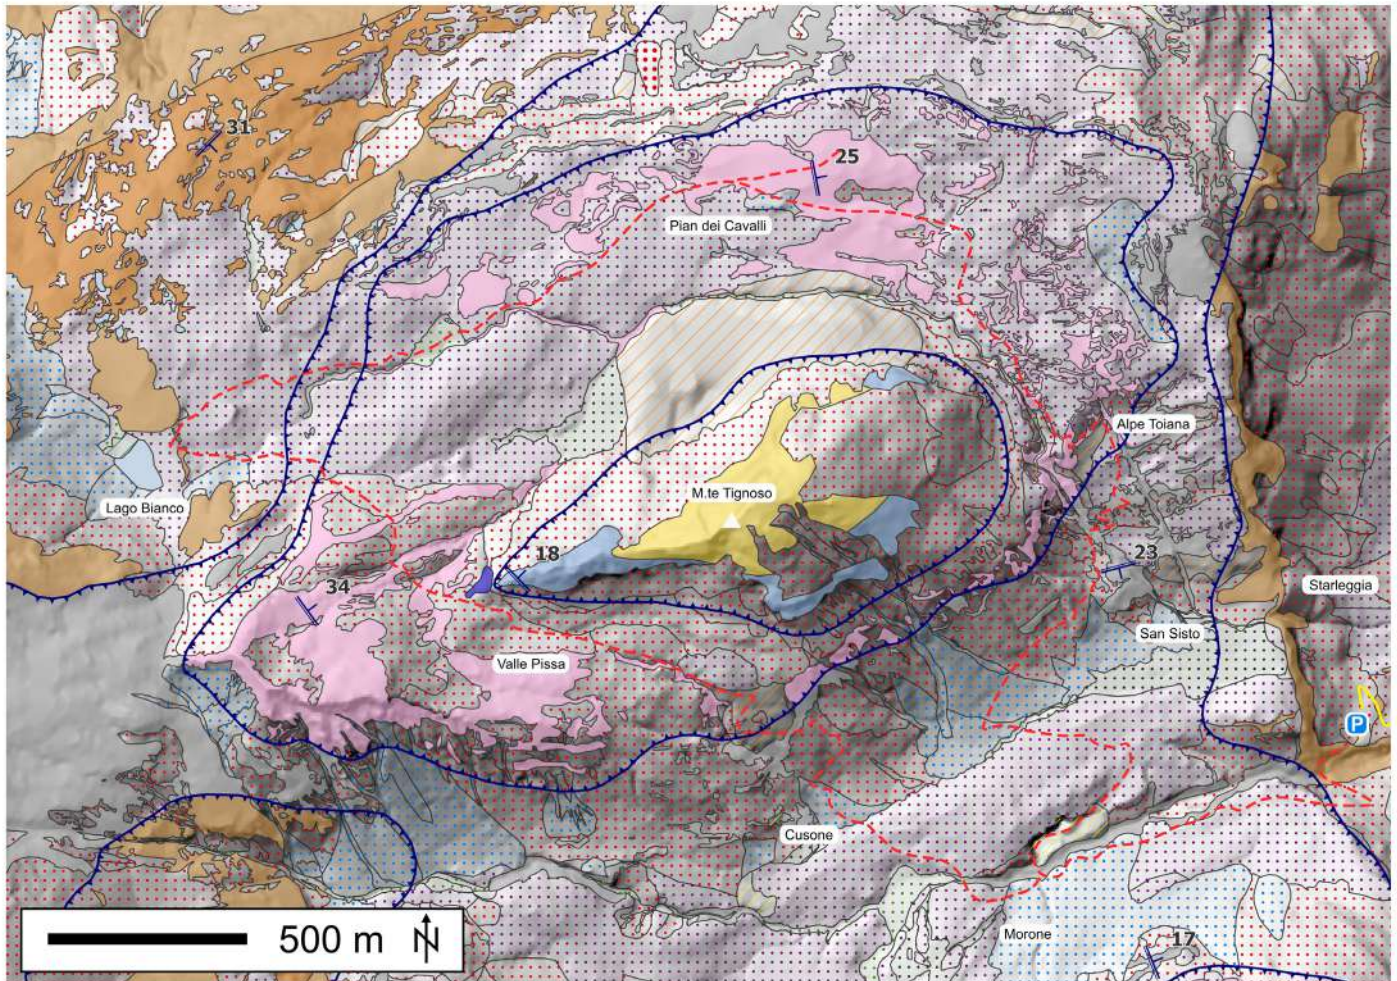 31
25
Pian dei Cavalli
Alpe Toiana
M.te Tignoso
Lago Bianco
18
23
34
Starleggia
San Sisto
Valle Pissa
P
Cusone
500 m N
Morone
17